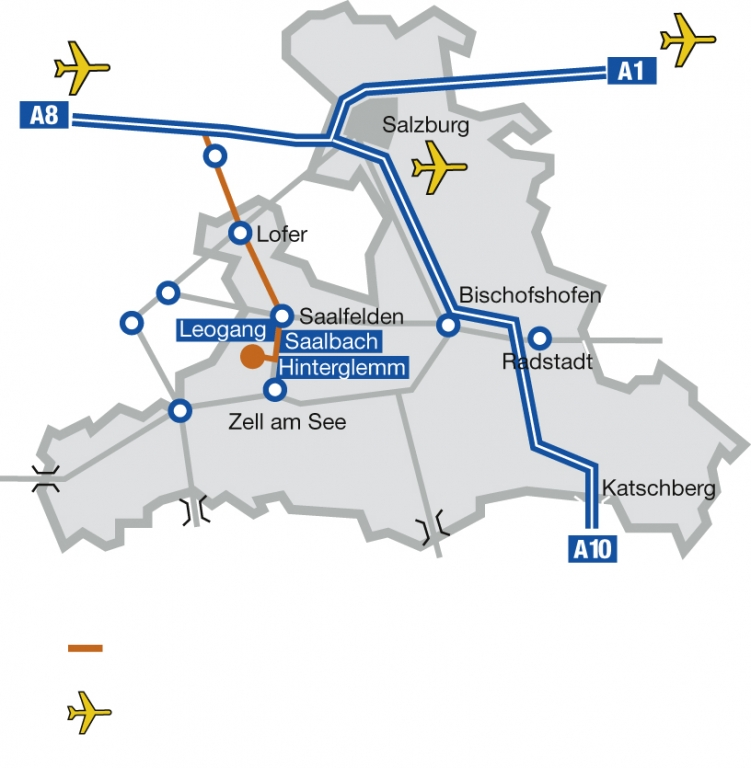 A1
A8
Salzburg
Lofer
Bischofshofen
Saalfelden
Leogang
Saalbach
Hinterglemm
Radstadt
Zell am See
Katschberg
A10